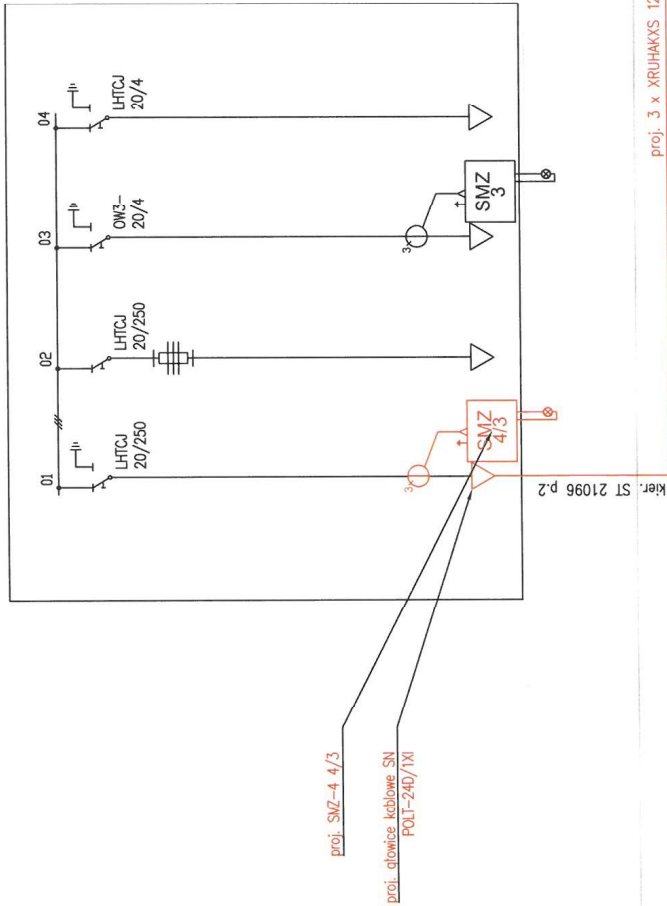 01
02
03
04
LHTCJ
20/250
LHTCJ
20/250
OW3-
20/4
LHTCJ
20/4
3
3
SMZ
4/3
SMZ
3
kier. ST 21096 p.2
proj. SMZ-4 4/3
proj. głowice kablowe SN
POLT-24D/1XI
proj. 3 x XRUHAKXS 12